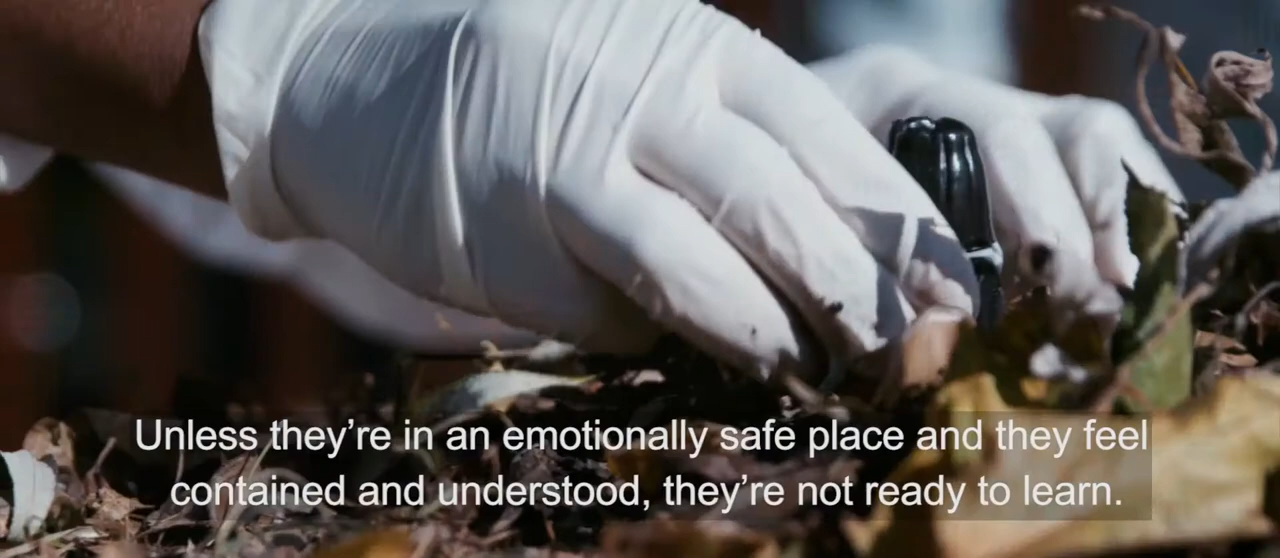 Unless they’re in an emotionally safe place and they feel
contained and understood, they’re not ready to learn.